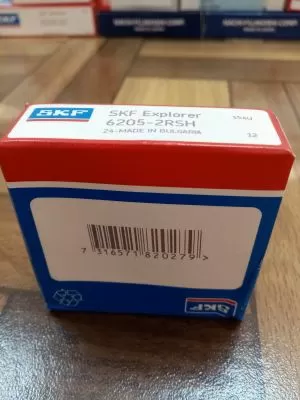 SKF
SKF Explorer
6205-2RSH
24-MADE IN BULGARIA
12
7 316571 820279 >
SKF